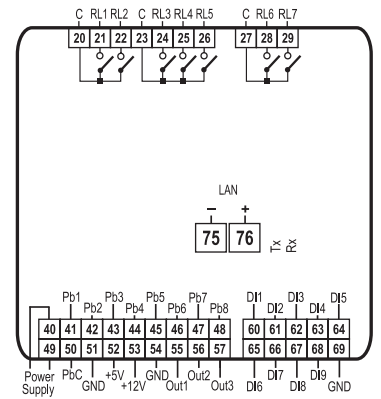 C RL1 RL2 C RL3 RL4 RL5 C RL6 RL7
20 21 22 23 24 25 26 27 28 29
LAN
− +
75 76 Tx Rx
Pb1 Pb3 Pb5 Pb7 DI1 DI3 DI5
Pb2 Pb4 Pb6 Pb8 DI2 DI4
40 41 42 43 44 45 46 47 48 60 61 62 63 64
49 50 51 52 53 54 55 56 57 65 66 67 68 69
Power PbC +5V GND Out2 DI7 DI9
Supply GND +12V Out1 Out3 DI6 DI8 GND